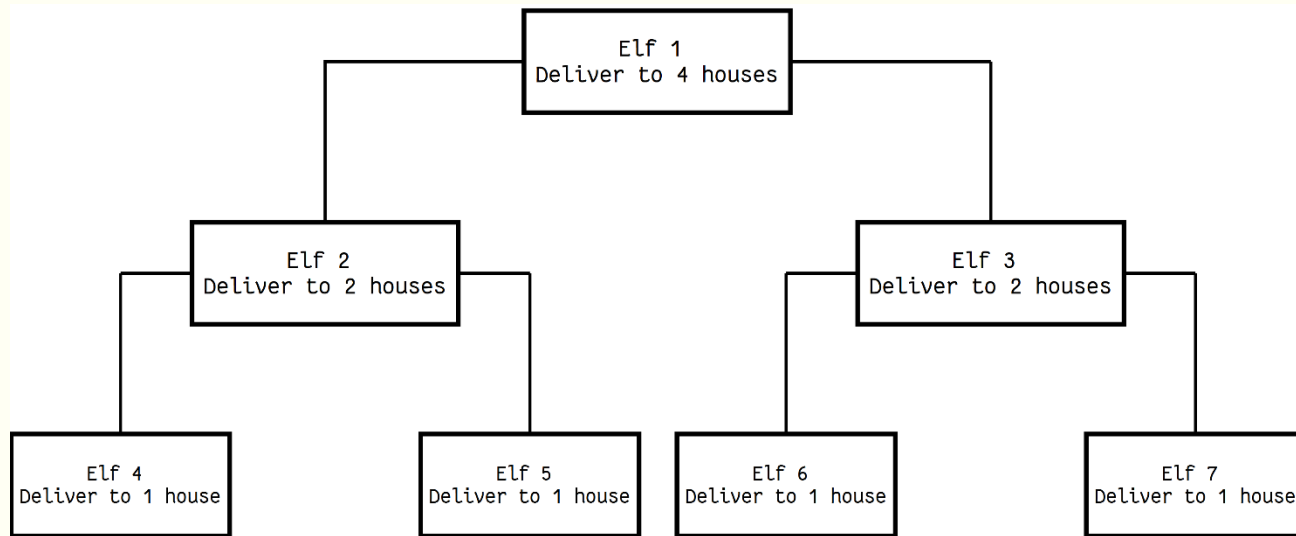 Elf 1
Deliver to 4 houses
Elf 2
Deliver to 2 houses
Elf 3
Deliver to 2 houses
Elf 4
Deliver to 1 house
Elf 5
Deliver to 1 house
Elf 6
Deliver to 1 house
Elf 7
Deliver to 1 house